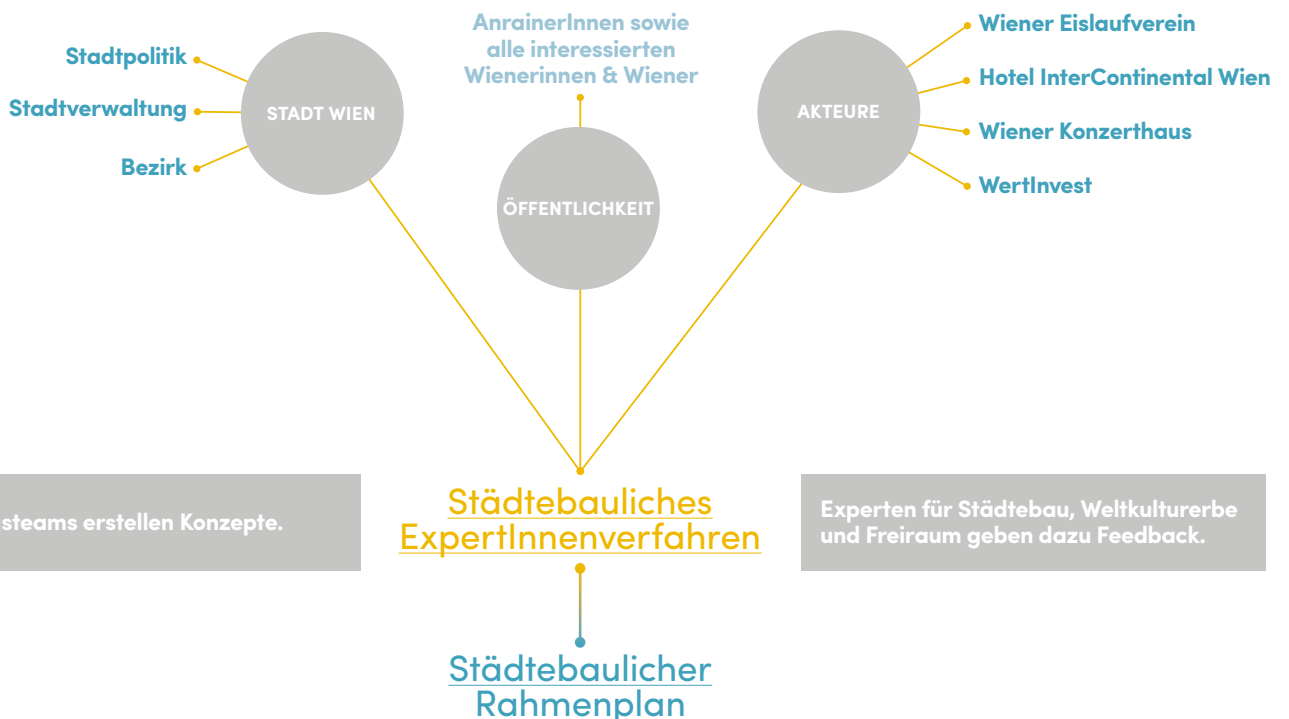 Stadtpolitik
Stadtverwaltung
Bezirk
STADT WIEN
AnrainerInnen sowie
alle interessierten
Wienerinnen & Wiener
ÖFFENTLICHKEIT
AKTEURE
Wiener Eislaufverein
Hotel InterContinental Wien
Wiener Konzerthaus
WertInvest
steams erstellen Konzepte.
Städtebauliches
ExpertInnenverfahren
Experten für Städtebau, Weltkulturerbe
und Freiraum geben dazu Feedback.
Städtebaulicher
Rahmenplan